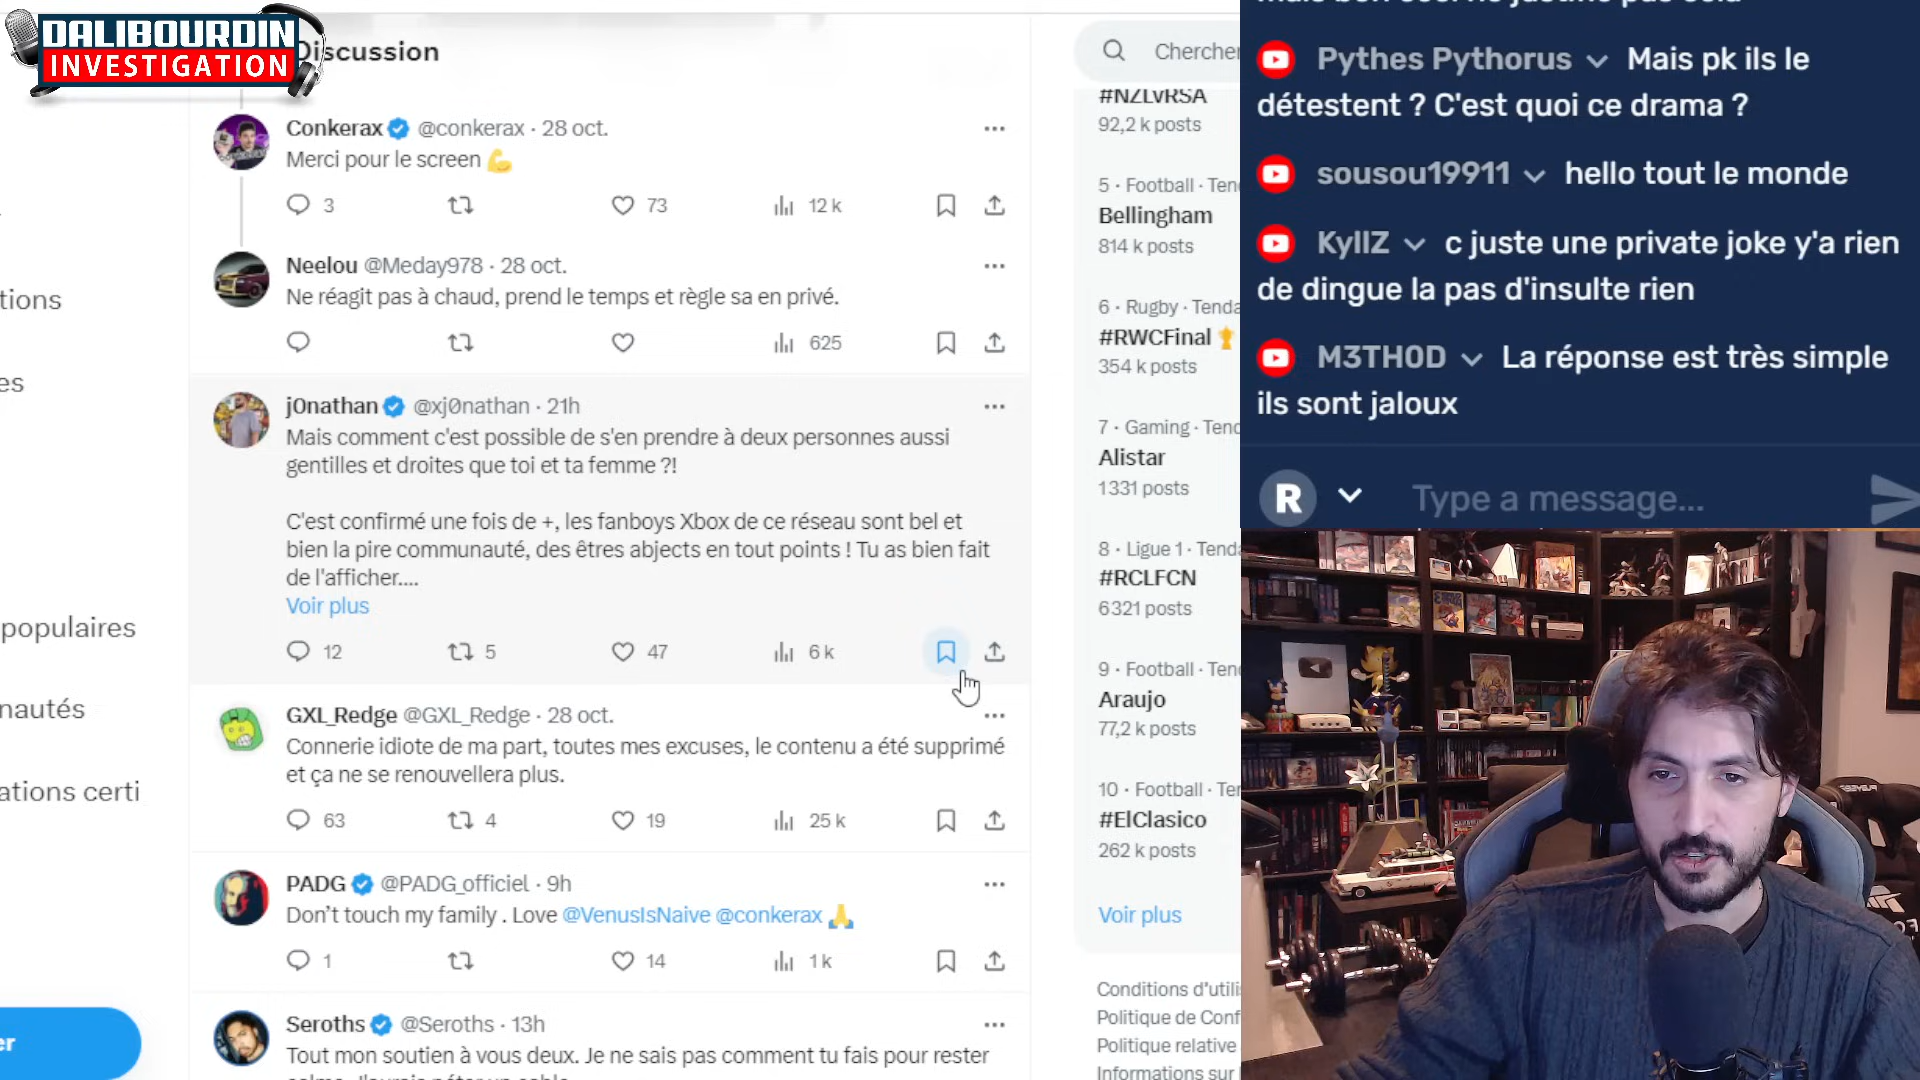 DALIBOURDIN
INVESTIGATION
Discussion
Conkerax @conkerax · 28 oct.
Merci pour le screen 💪
3 73 12 k
Neelou @Meday978 · 28 oct.
Ne réagit pas à chaud, prend le temps et règle sa en privé.
625
j0nathan @xj0nathan · 21h
Mais comment c'est possible de s'en prendre à deux personnes aussi
gentilles et droites que toi et ta femme ?!
C'est confirmé une fois de +, les fanboys Xbox de ce réseau sont bel et
bien la pire communauté, des êtres abjects en tout points ! Tu as bien fait
de l'afficher....
Voir plus
12 5 47 6 k
GXL_Redge @GXL_Redge · 28 oct.
Connerie idiote de ma part, toutes mes excuses, le contenu a été supprimé
et ça ne se renouvellera plus.
63 4 19 25 k
PADG @PADG_officiel · 9h
Don't touch my family . Love @VenusIsNaive @conkerax 🙏
1 14 1 k
Seroths @Seroths · 13h
Tout mon soutien à vous deux. Je ne sais pas comment tu fais pour rester
tions
es
populaires
nautés
ations certi
er
Chercher
#NZLvRSA
92,2 k posts
5 · Football · Ten
Bellingham
814 k posts
6 · Rugby · Tenda
#RWCFinal 🏆
354 k posts
7 · Gaming · Tend
Alistar
1 331 posts
8 · Ligue 1 · Tend
#RCLFCN
6 321 posts
9 · Football · Ten
Araujo
77,2 k posts
10 · Football · Ter
#ElClasico
262 k posts
Voir plus
Conditions d'utili
Politique de Conf
Politique relative
Informations sur
Pythes Pythorus Mais pk ils le
détestent ? C'est quoi ce drama ?
sousou19911 hello tout le monde
KyllZ c juste une private joke y'a rien
de dingue la pas d'insulte rien
M3TH0D La réponse est très simple
ils sont jaloux
R Type a message...